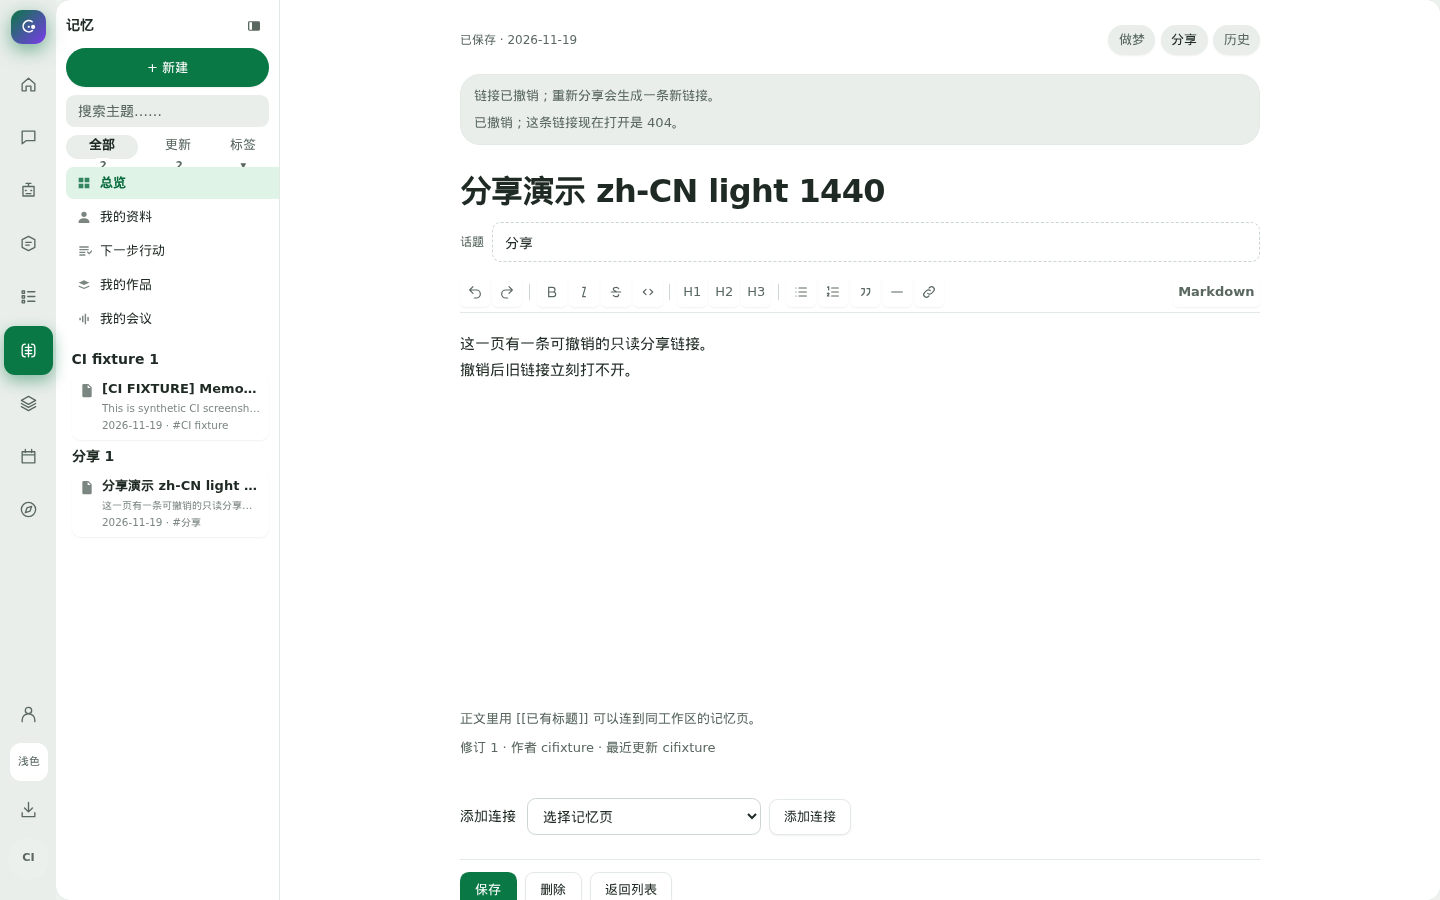 记忆
+ 新建
搜索主题……
全部 更新 标签
2 2 ▾
总览
我的资料
下一步行动
我的作品
我的会议
CI fixture 1
[CI FIXTURE] Memo…
This is synthetic CI screensh…
2026-11-19 · #CI fixture
分享 1
分享演示 zh-CN light …
这一页有一条可撤销的只读分享…
2026-11-19 · #分享
浅色
CI
已保存 · 2026-11-19
做梦 分享 历史
链接已撤销；重新分享会生成一条新链接。
已撤销；这条链接现在打开是 404。
分享演示 zh-CN light 1440
话题 分享
B I S H1 H2 H3 Markdown
这一页有一条可撤销的只读分享链接。
撤销后旧链接立刻打不开。
正文里用 [[已有标题]] 可以连到同工作区的记忆页。
修订 1 · 作者 cifixture · 最近更新 cifixture
添加连接 选择记忆页 添加连接
保存 删除 返回列表